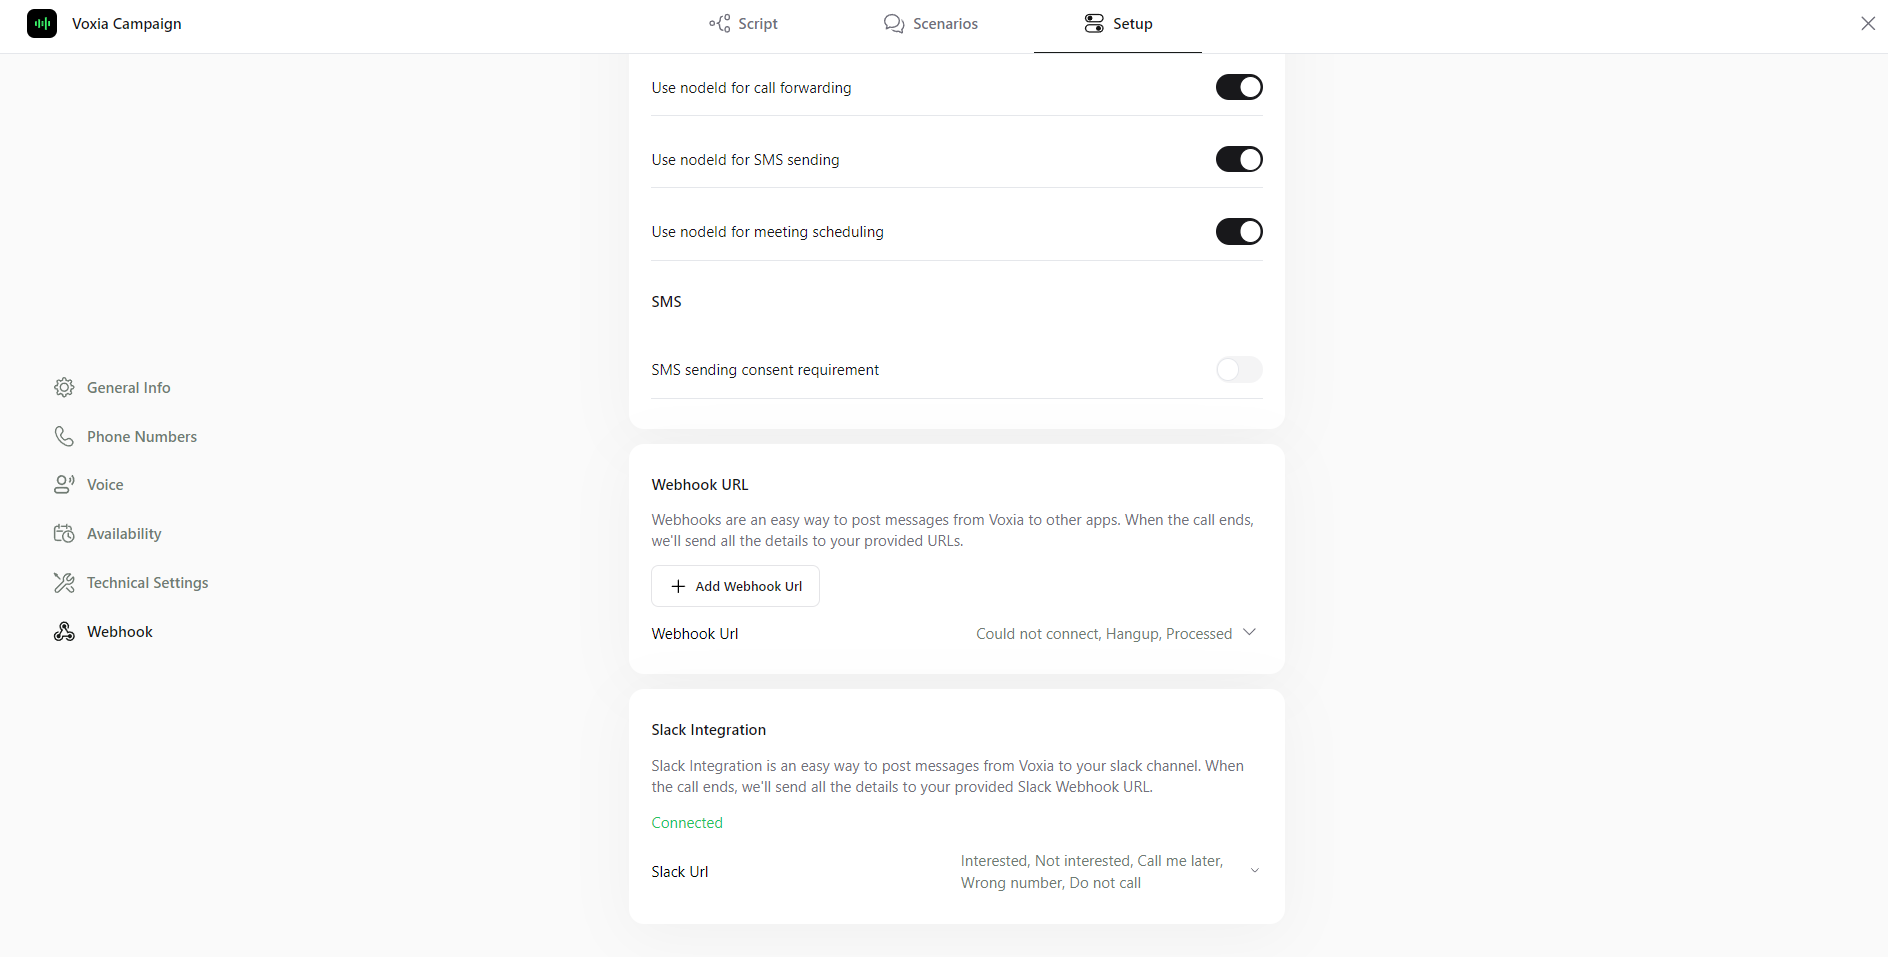 Voxia Campaign
Script
Scenarios
Setup
Use nodeId for call forwarding
Use nodeId for SMS sending
Use nodeId for meeting scheduling
SMS
SMS sending consent requirement
General Info
Phone Numbers
Voice
Availability
Technical Settings
Webhook
Webhook URL
Webhooks are an easy way to post messages from Voxia to other apps. When the call ends,
we'll send all the details to your provided URLs.
Add Webhook Url
Webhook Url
Could not connect, Hangup, Processed
Slack Integration
Slack Integration is an easy way to post messages from Voxia to your slack channel. When
the call ends, we'll send all the details to your provided Slack Webhook URL.
Connected
Slack Url
Interested, Not interested, Call me later,
Wrong number, Do not call